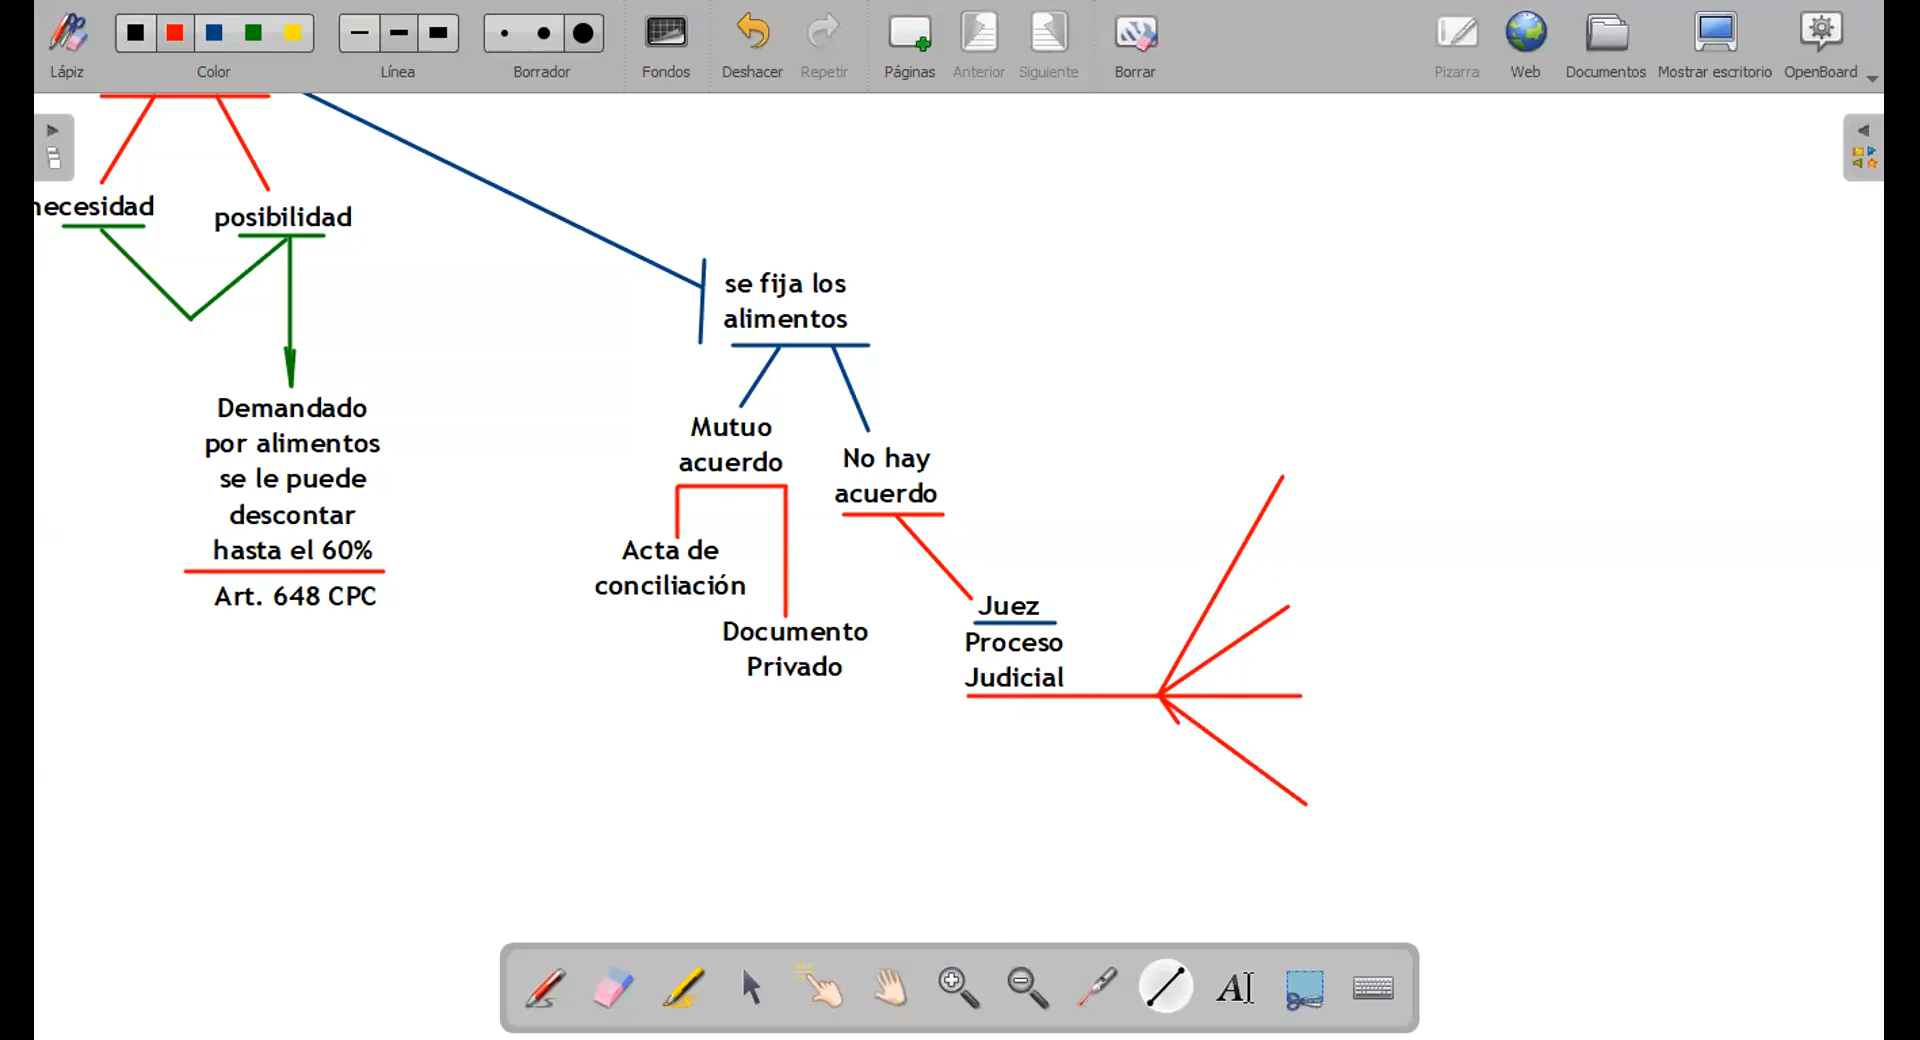 Lápiz
Color
Línea
Borrador
Fondos
Deshacer
Repetir
Páginas
Anterior
Siguiente
Borrar
Pizarra
Web
Documentos
Mostrar escritorio
OpenBoard
necesidad
posibilidad
Demandado
por alimentos
se le puede
descontar
hasta el 60%
Art. 648 CPC
se fija los
alimentos
Mutuo
acuerdo
No hay
acuerdo
Acta de
conciliación
Documento
Privado
Juez
Proceso
Judicial
AI